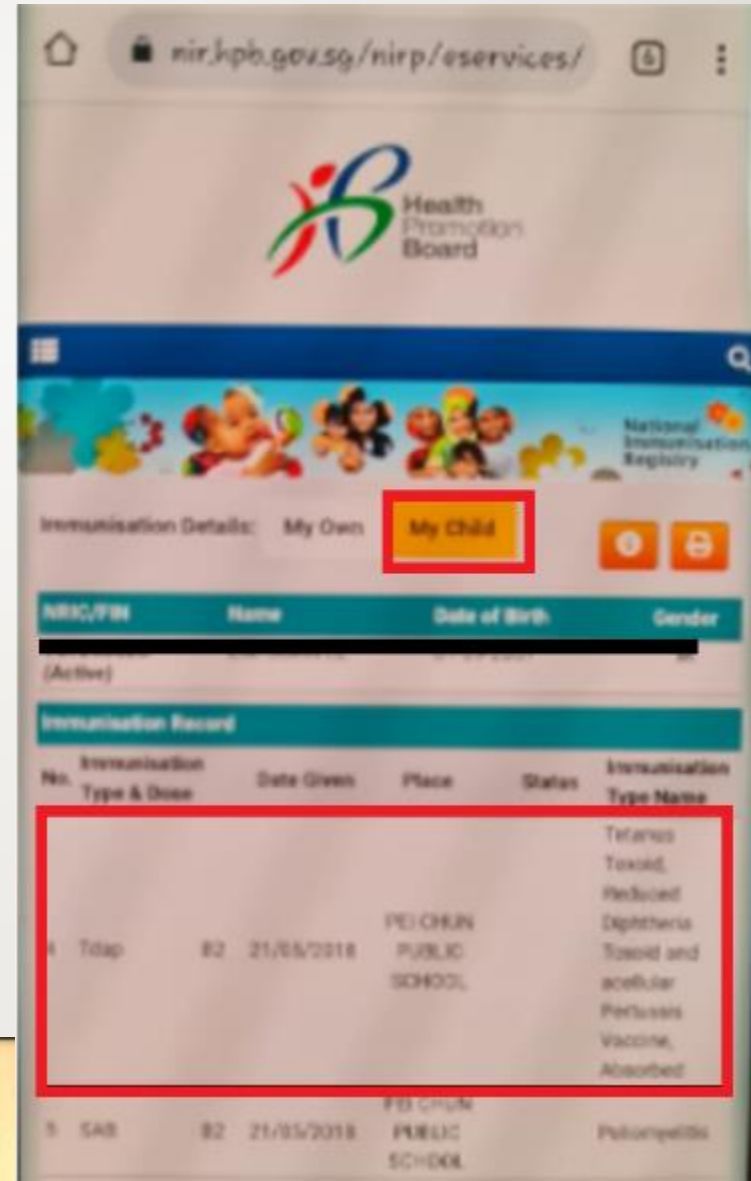 nir.hpb.gov.sg/nirp/eservices/ 6
Health
Promotion
Board
National
Immunisation
Registry
Immunisation Details: My Own My Child
NRIC/FIN Name Date of Birth Gender
(Active)
Immunisation Record
No. Immunisation Type & Dose Date Given Place Status Immunisation Type Name
Tetanus
Toxoid,
Reduced
Diphtheria
Toxoid and
acellular
Pertussis
Vaccine,
Absorbed
4 Tdap B2 21/05/2018 PEI CHUN
PUBLIC
SCHOOL
5 SAB B2 21/05/2018 PEI CHUN
PUBLIC
SCHOOL
Poliomyelitis